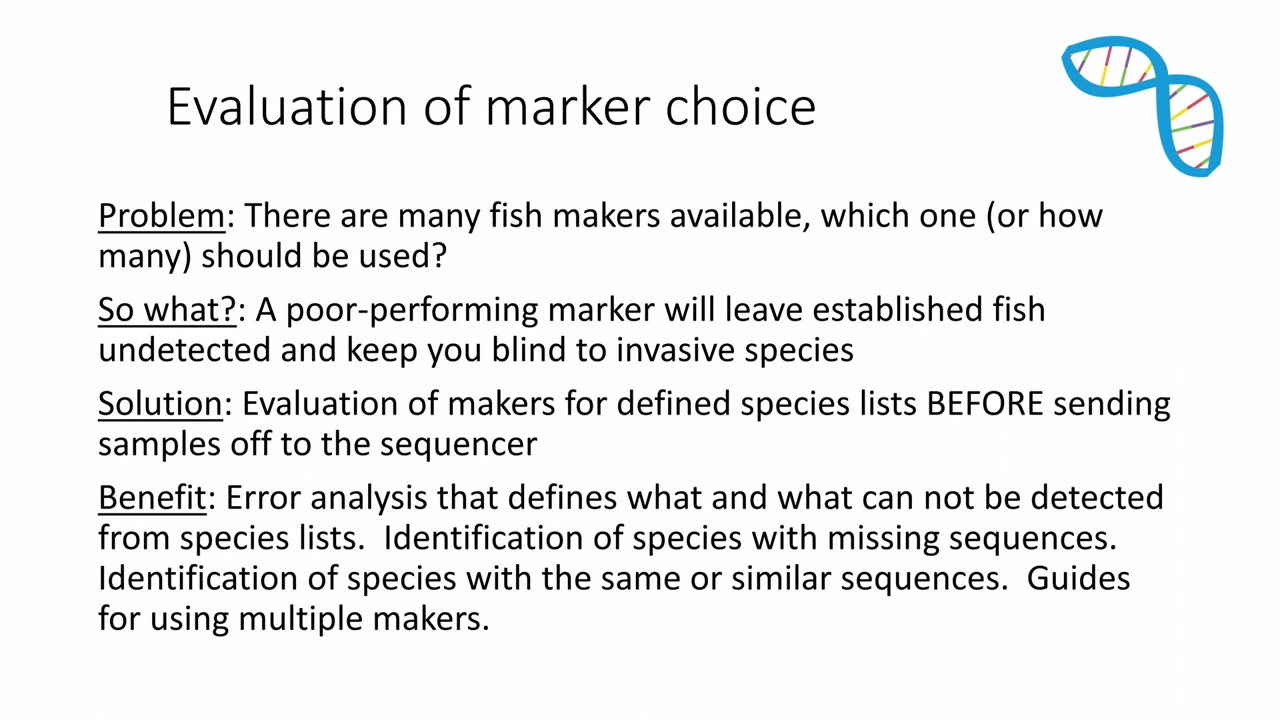 Evaluation of marker choice
Problem: There are many fish makers available, which one (or how
many) should be used?
So what?: A poor-performing marker will leave established fish
undetected and keep you blind to invasive species
Solution: Evaluation of makers for defined species lists BEFORE sending
samples off to the sequencer
Benefit: Error analysis that defines what and what can not be detected
from species lists.  Identification of species with missing sequences.
Identification of species with the same or similar sequences.  Guides
for using multiple makers.